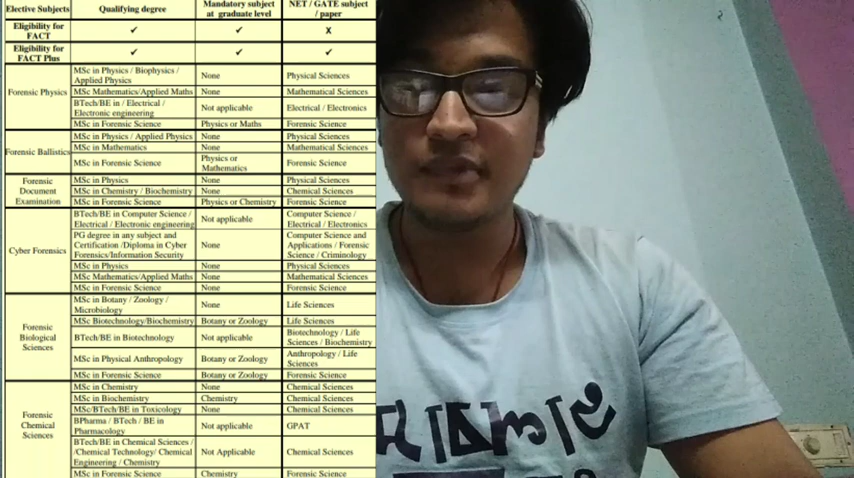 Elective Subjects Qualifying degree Mandatory subject at graduate level NET / GATE subject / paper
Eligibility for FACT ✓ ✓ X
Eligibility for FACT Plus ✓ ✓ ✓
Forensic Physics
MSc in Physics / Biophysics / Applied Physics None Physical Sciences
MSc Mathematics/Applied Maths None Mathematical Sciences
BTech/BE in / Electrical / Electronic engineering Not applicable Electrical / Electronics
MSc in Forensic Science Physics or Maths Forensic Science
Forensic Ballistics
MSc in Physics / Applied Physics None Physical Sciences
MSc in Mathematics None Mathematical Sciences
MSc in Forensic Science Physics or Mathematics Forensic Science
Forensic Document Examination
MSc in Physics None Physical Sciences
MSc in Chemistry / Biochemistry None Chemical Sciences
MSc in Forensic Science Physics or Chemistry Forensic Science
Cyber Forensics
BTech/BE in Computer Science / Electrical / Electronic engineering Not applicable Computer Science / Electrical / Electronics
PG degree in any subject and Certification /Diploma in Cyber Forensics/Information Security None Computer Science and Applications / Forensic Science / Criminology
MSc in Physics None Physical Sciences
MSc Mathematics/Applied Maths None Mathematical Sciences
MSc in Forensic Science None Forensic Science
Forensic Biological Sciences
MSc in Botany / Zoology / Microbiology None Life Sciences
MSc Biotechnology/Biochemistry Botany or Zoology Life Sciences
BTech/BE in Biotechnology Not applicable Biotechnology / Life Sciences / Biochemistry
MSc in Physical Anthropology Botany or Zoology Anthropology / Life Sciences
MSc in Forensic Science Botany or Zoology Forensic Science
Forensic Chemical Sciences
MSc in Chemistry None Chemical Sciences
MSc in Biochemistry Chemistry Chemical Sciences
MSc/BTech/BE in Toxicology None Chemical Sciences
BPharma / BTech / BE in Pharmacology Not applicable GPAT
BTech/BE in Chemical Sciences / /Chemical Technology/ Chemical Engineering / Chemistry Not Applicable Chemical Sciences
MSc in Forensic Science Chemistry Forensic Science